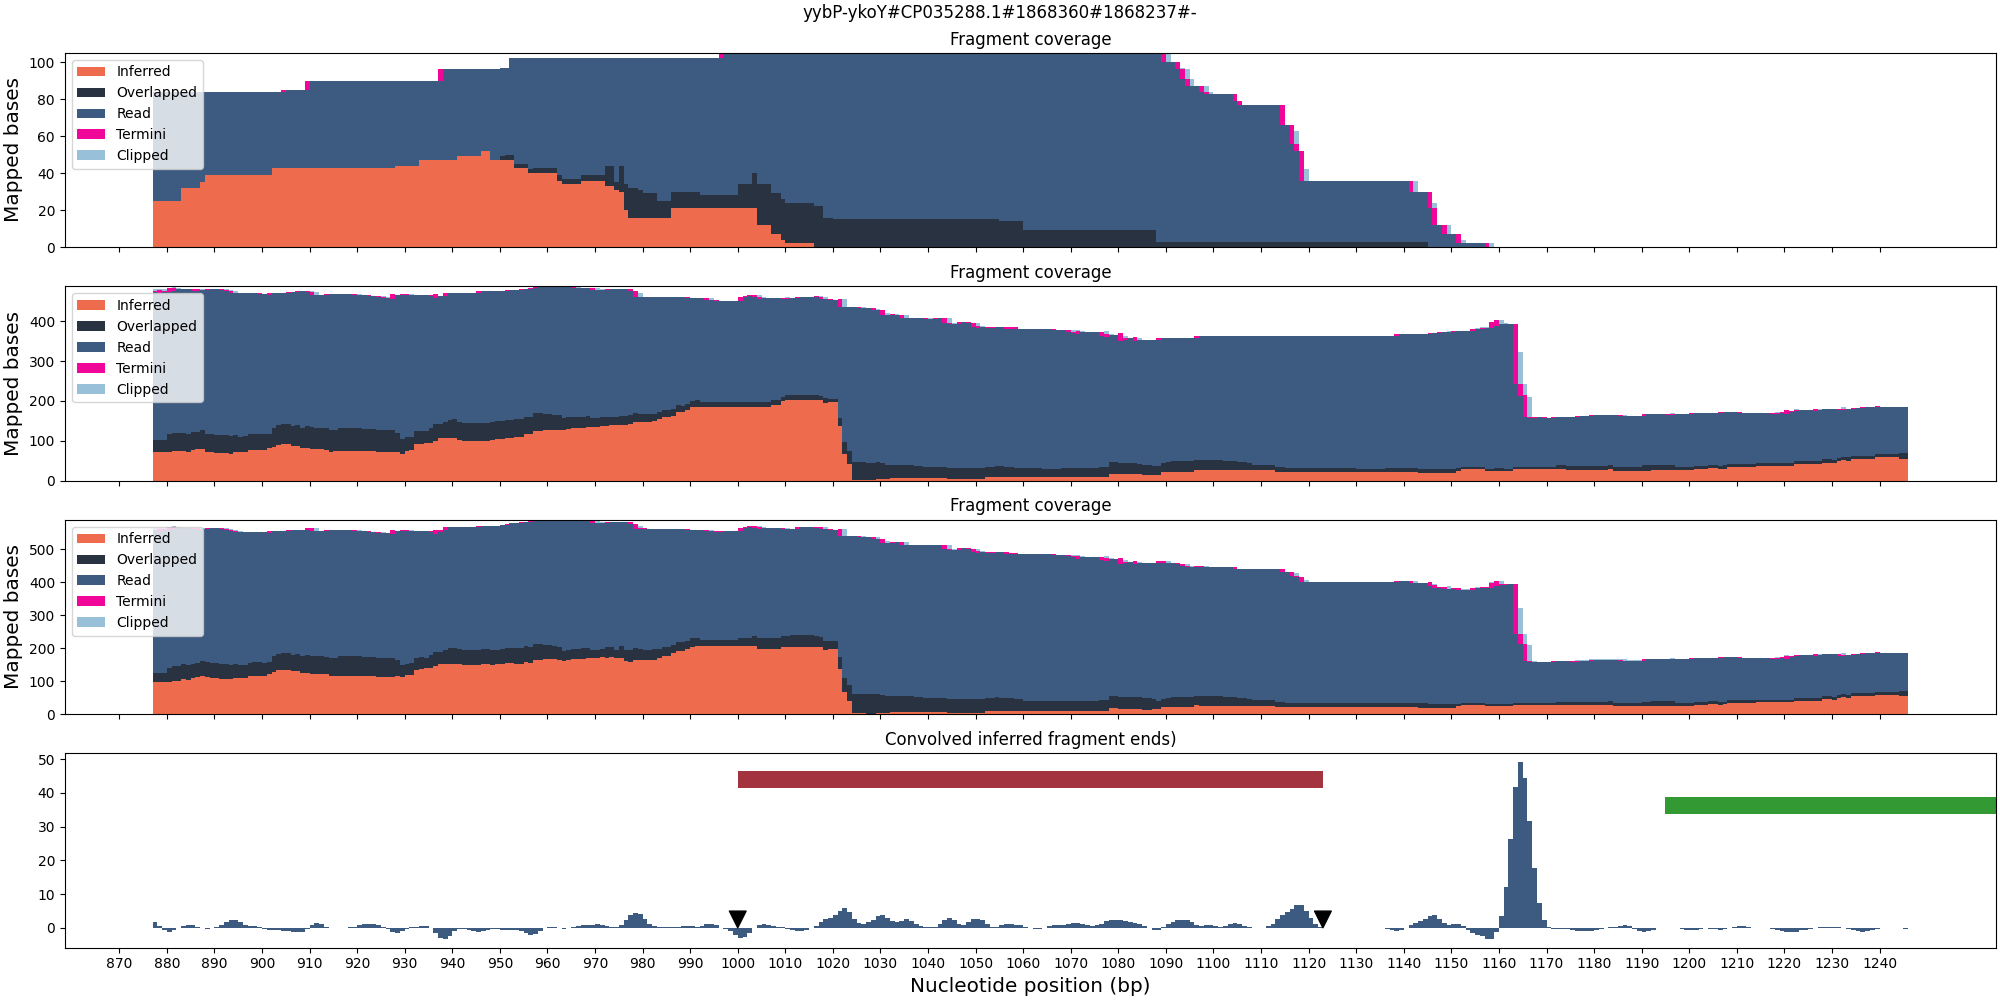 yybP-ykoY#CP035288.1#1868360#1868237#-
Fragment coverage
Mapped bases
100
80
60
40
20
0
Inferred
Overlapped
Read
Termini
Clipped
Fragment coverage
Mapped bases
400
300
200
100
0
Inferred
Overlapped
Read
Termini
Clipped
Fragment coverage
Mapped bases
500
400
300
200
100
0
Inferred
Overlapped
Read
Termini
Clipped
Convolved inferred fragment ends)
50
40
30
20
10
0
870 880 890 900 910 920 930 940 950 960 970 980 990 1000 1010 1020 1030 1040 1050 1060 1070 1080 1090 1100 1110 1120 1130 1140 1150 1160 1170 1180 1190 1200 1210 1220 1230 1240
Nucleotide position (bp)